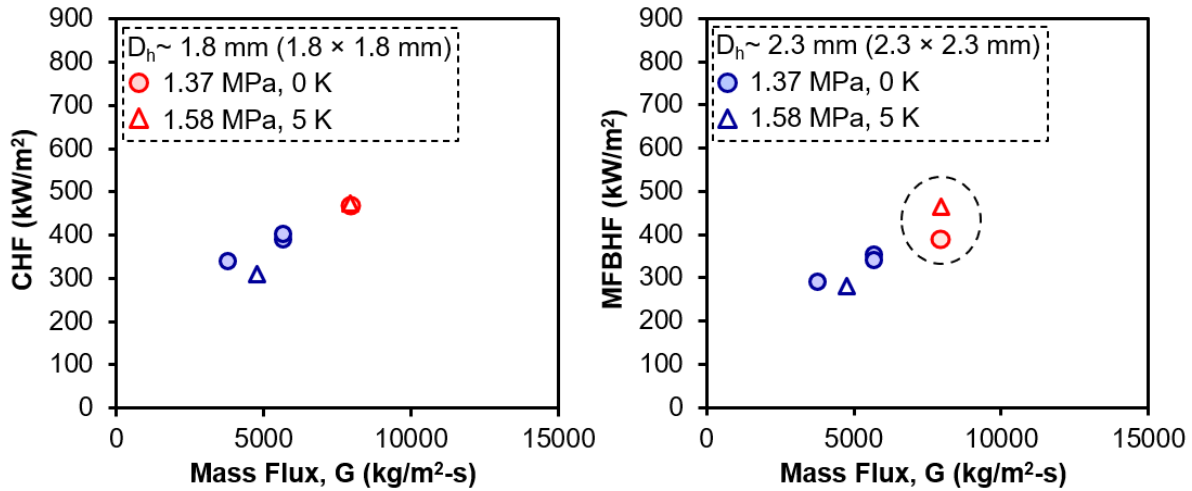 900
800
700
600
500
400
300
200
100
0
CHF (kW/m²)
D_h~ 1.8 mm (1.8 × 1.8 mm)
1.37 MPa, 0 K
1.58 MPa, 5 K
0
5000
10000
15000
Mass Flux, G (kg/m²-s)
900
800
700
600
500
400
300
200
100
0
MFBHF (kW/m²)
D_h~ 2.3 mm (2.3 × 2.3 mm)
1.37 MPa, 0 K
1.58 MPa, 5 K
0
5000
10000
15000
Mass Flux, G (kg/m²-s)